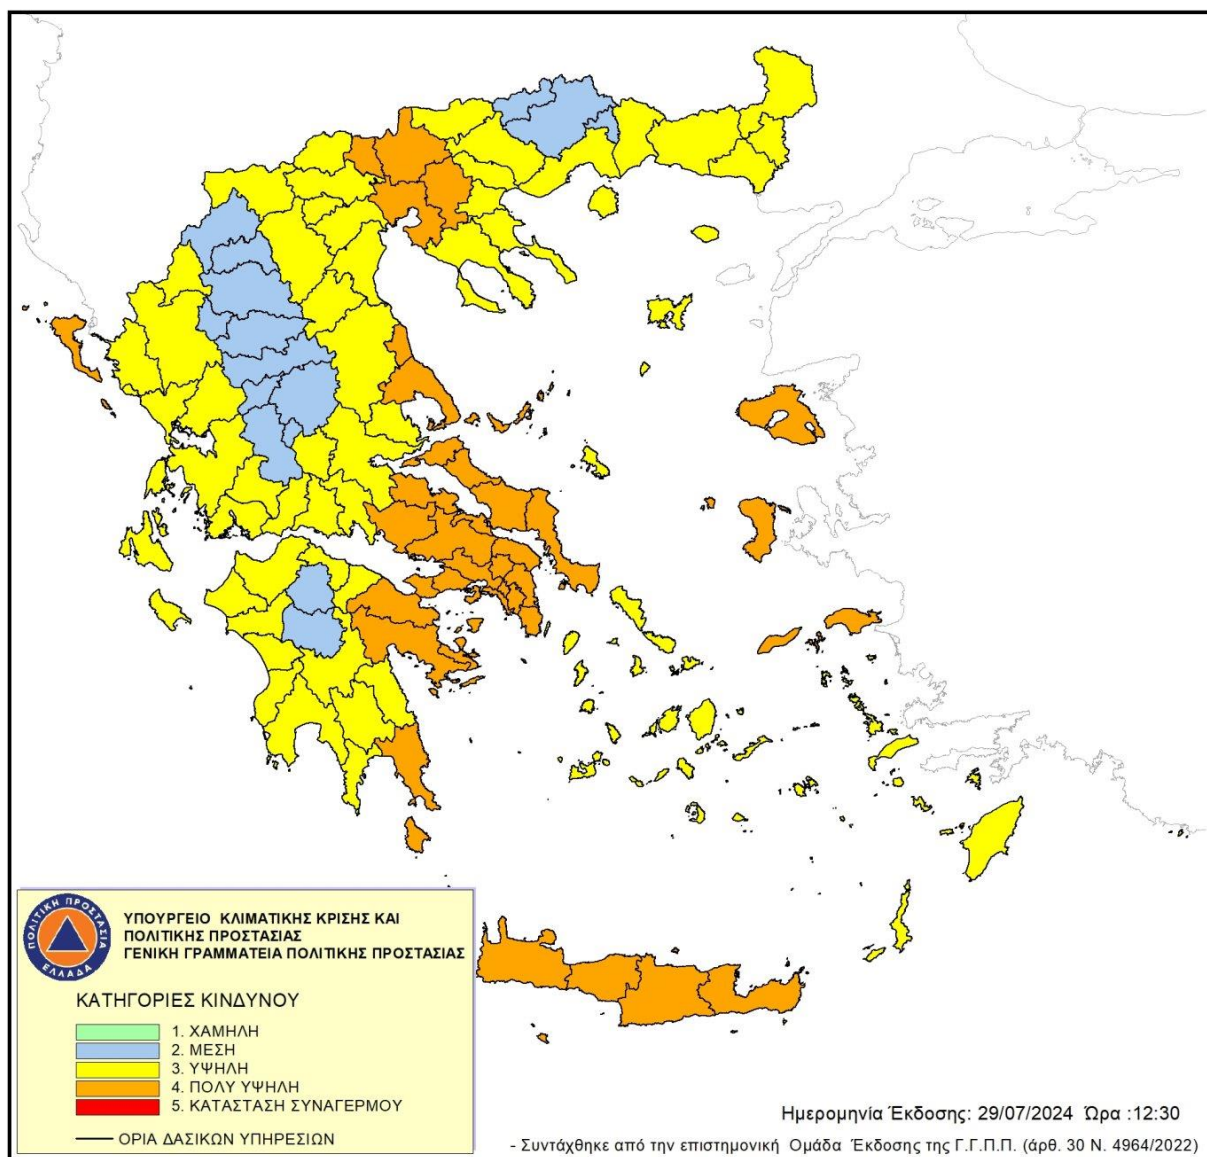 ΠΟΛΙΤΙΚΗ ΠΡΟΣΤΑΣΙΑ
ΕΛΛΑΔΑ
ΥΠΟΥΡΓΕΙΟ ΚΛΙΜΑΤΙΚΗΣ ΚΡΙΣΗΣ ΚΑΙ
ΠΟΛΙΤΙΚΗΣ ΠΡΟΣΤΑΣΙΑΣ
ΓΕΝΙΚΗ ΓΡΑΜΜΑΤΕΙΑ ΠΟΛΙΤΙΚΗΣ ΠΡΟΣΤΑΣΙΑΣ
ΚΑΤΗΓΟΡΙΕΣ ΚΙΝΔΥΝΟΥ
1. ΧΑΜΗΛΗ
2. ΜΕΣΗ
3. ΥΨΗΛΗ
4. ΠΟΛΥ ΥΨΗΛΗ
5. ΚΑΤΑΣΤΑΣΗ ΣΥΝΑΓΕΡΜΟΥ
ΟΡΙΑ ΔΑΣΙΚΩΝ ΥΠΗΡΕΣΙΩΝ
Ημερομηνία Έκδοσης: 29/07/2024 Ώρα :12:30
- Συντάχθηκε από την επιστημονική Ομάδα Έκδοσης της Γ.Γ.Π.Π. (άρθ. 30 Ν. 4964/2022)